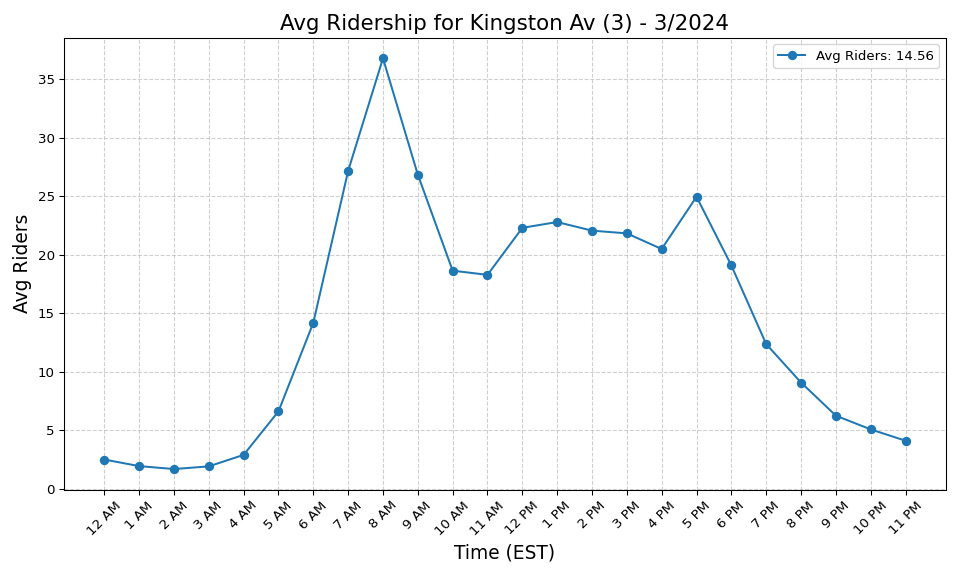 Avg Ridership for Kingston Av (3) - 3/2024
Avg Riders: 14.56
Avg Riders
35
30
25
20
15
10
5
0
12 AM
1 AM
2 AM
3 AM
4 AM
5 AM
6 AM
7 AM
8 AM
9 AM
10 AM
11 AM
12 PM
1 PM
2 PM
3 PM
4 PM
5 PM
6 PM
7 PM
8 PM
9 PM
10 PM
11 PM
Time (EST)